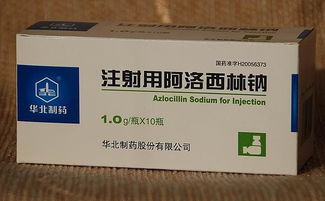 国药准字H20056373
注射用阿洛西林钠
Azlocillin Sodium for Injection
华北制药
1.0g/瓶X10瓶
华北制药股份有限公司